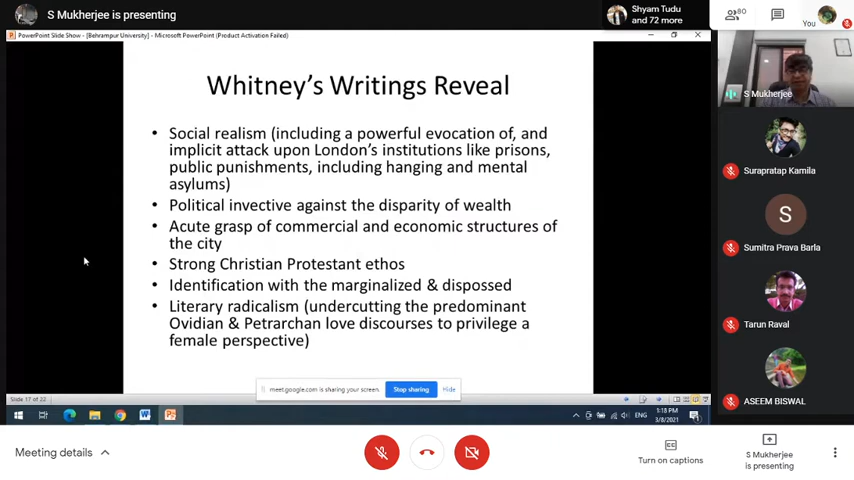 S Mukherjee is presenting
Shyam Tudu
and 72 more
80
You
PowerPoint Slide Show - [Behrampur University] - Microsoft PowerPoint (Product Activation Failed)
Whitney's Writings Reveal
• Social realism (including a powerful evocation of, and
implicit attack upon London's institutions like prisons,
public punishments, including hanging and mental
asylums)
• Political invective against the disparity of wealth
• Acute grasp of commercial and economic structures of
the city
• Strong Christian Protestant ethos
• Identification with the marginalized & dispossed
• Literary radicalism (undercutting the predominant
Ovidian & Petrarchan love discourses to privilege a
female perspective)
meet.google.com is sharing your screen.
Stop sharing
Hide
Slide 17 of 22
ENG
1:18 PM
3/8/2021
S Mukherjee
Surapratap Kamila
S
Sumitra Prava Barla
Tarun Raval
ASEEM BISWAL
Meeting details
CC
Turn on captions
S Mukherjee
is presenting